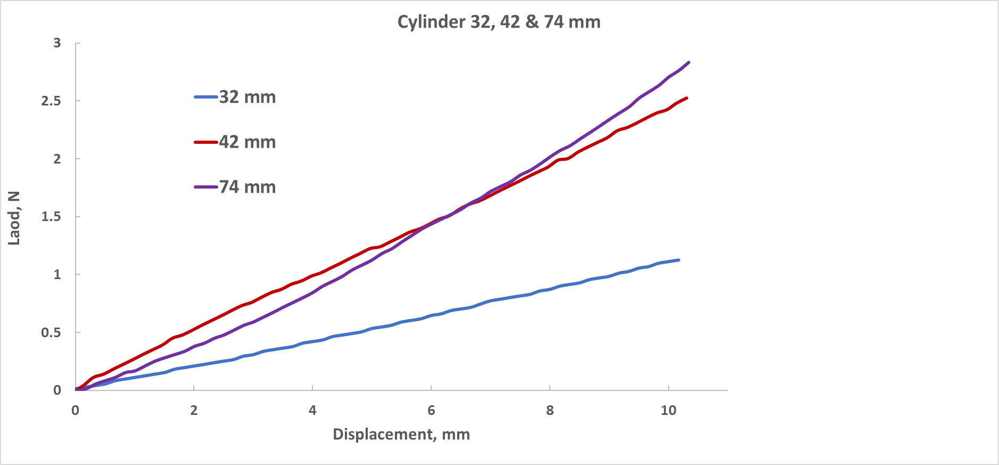 Cylinder 32, 42 & 74 mm
3
2.5
2
1.5
1
0.5
0
32 mm
42 mm
74 mm
Laod, N
0 2 4 6 8 10
Displacement, mm